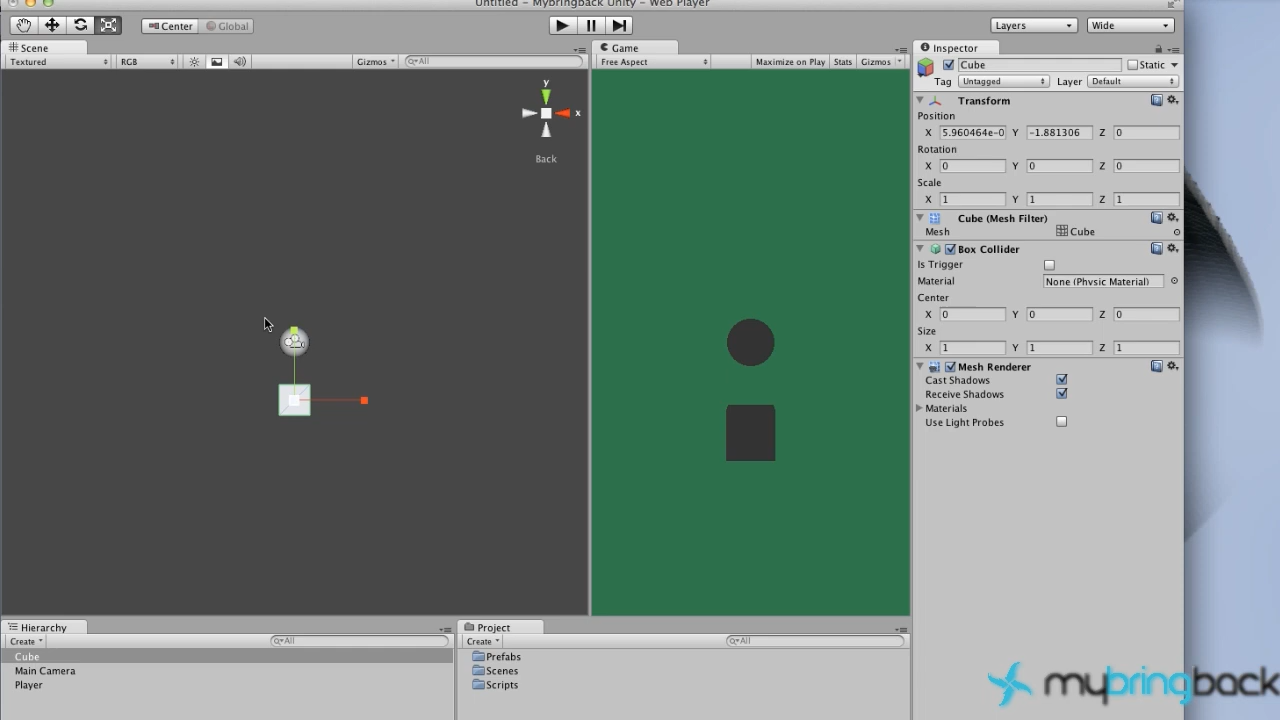 Untitled - Mybringback Unity - Web Player
Center Global Layers Wide
Scene Game Inspector
Textured RGB Gizmos All Free Aspect Maximize on Play Stats Gizmos
Cube Static
Tag Untagged Layer Default
y
x
Back
Transform
Position
X 5.960464e-0 Y -1.881306 Z 0
Rotation
X 0 Y 0 Z 0
Scale
X 1 Y 1 Z 1
Cube (Mesh Filter)
Mesh Cube
Box Collider
Is Trigger
Material None (Physic Material)
Center
X 0 Y 0 Z 0
Size
X 1 Y 1 Z 1
Mesh Renderer
Cast Shadows
Receive Shadows
Materials
Use Light Probes
Hierarchy
Create All
Cube
Main Camera
Player
Project
Create All
Prefabs
Scenes
Scripts
mybringback